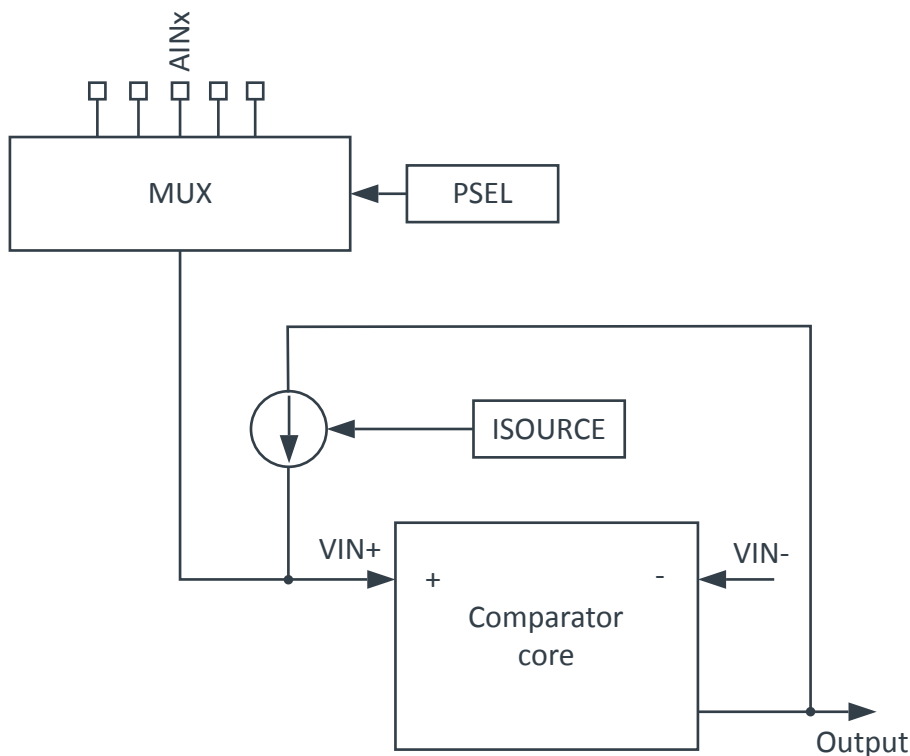 AINx
MUX
PSEL
ISOURCE
VIN+
VIN-
+
-
Comparator
core
Output